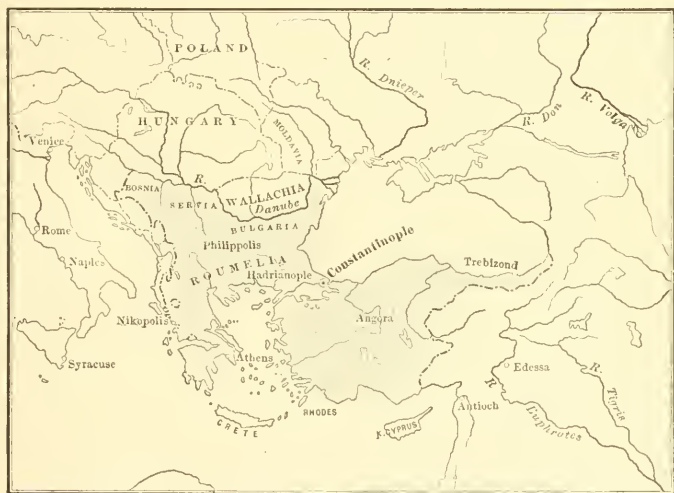 POLAND
R. Dnieper
R. Don
R. Volga
HUNGARY
MOLDAVIA
Venice
BOSNIA
R.
Danube
SERVIA
WALLACHIA
BULGARIA
Rome
Philippolis
Constantinople
Naples
ROUMELIA
Hadrianople
Trebizond
Nikopolis
Angora
Syracuse
Athens
Edessa
R. Tigris
RHODES
Antioch
R. Euphrates
CRETE
K. CYPRUS